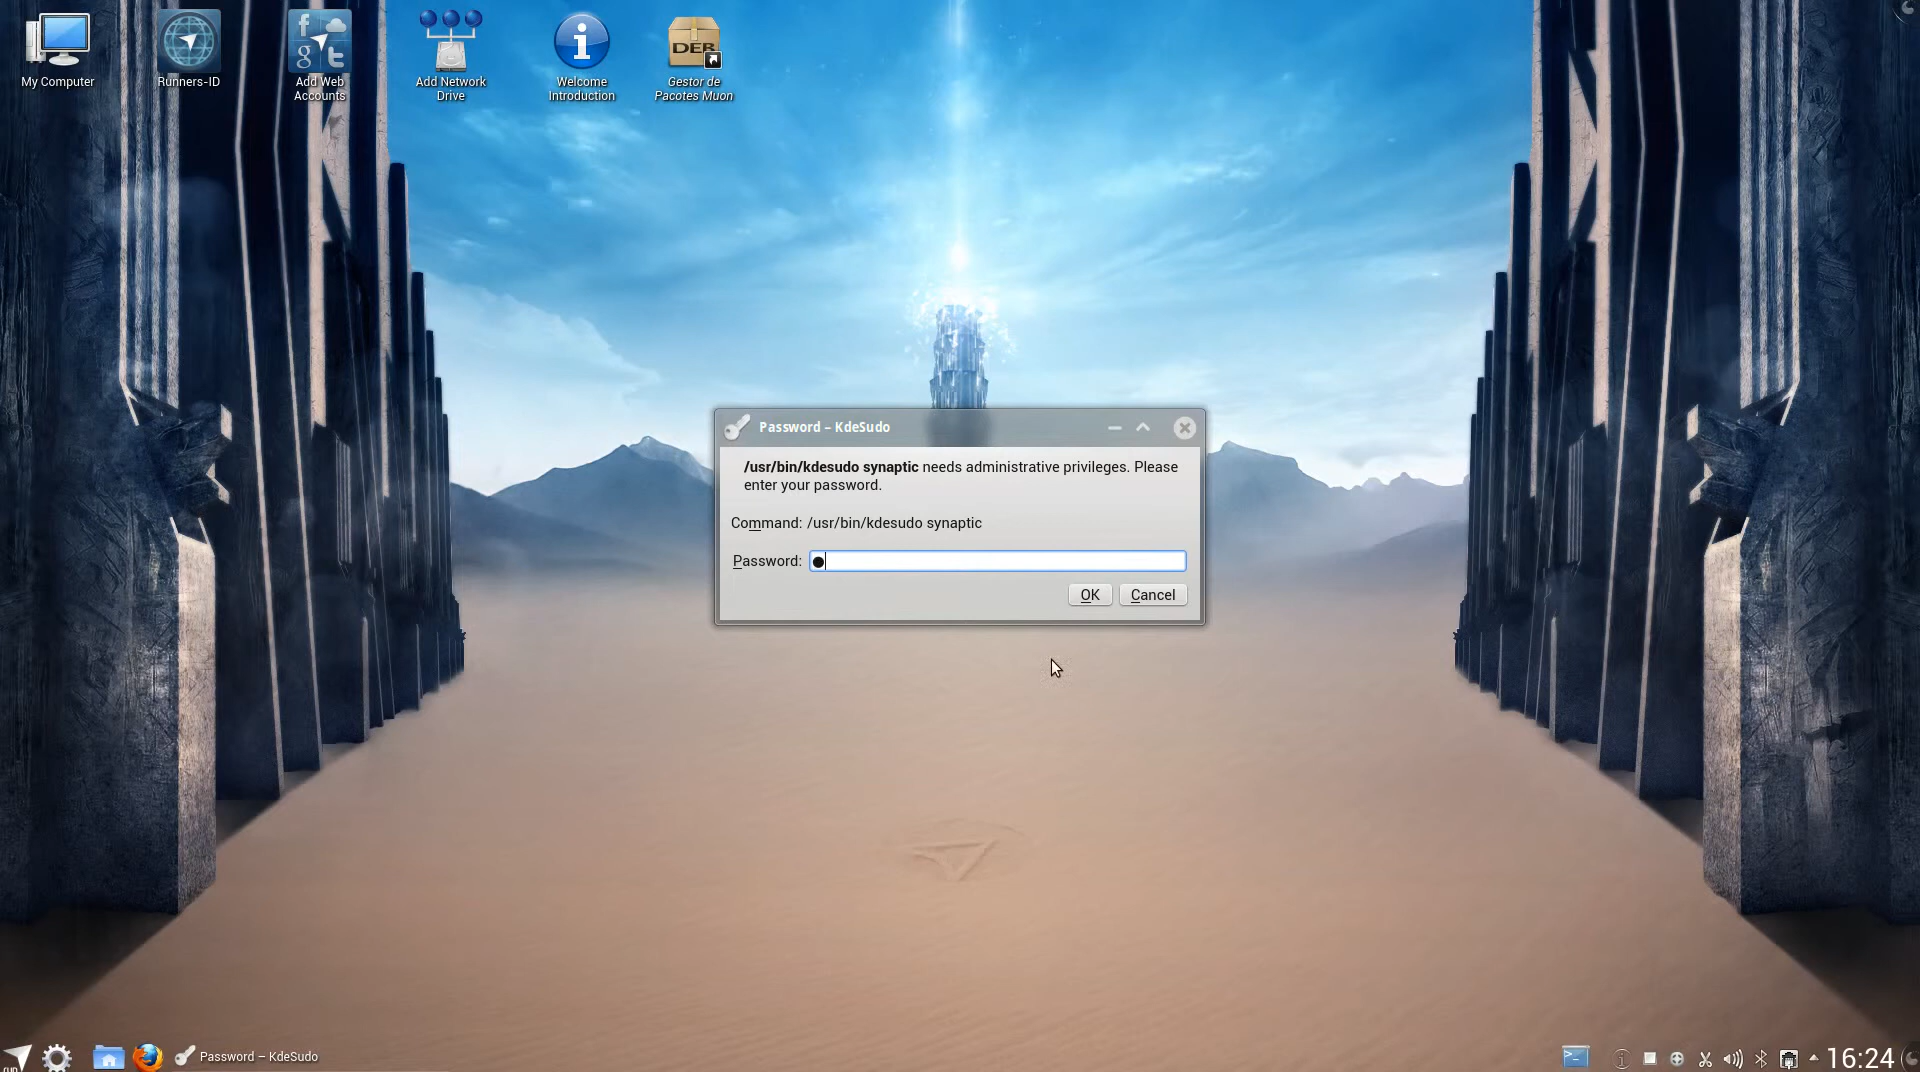 My Computer
Runners-ID
Add Web
Accounts
Add Network
Drive
Welcome
Introduction
DEB
Gestor de
Pacotes Muon
Password – KdeSudo
/usr/bin/kdesudo synaptic needs administrative privileges. Please
enter your password.
Command: /usr/bin/kdesudo synaptic
Password:
OK
Cancel
run
Password – KdeSudo
16:24